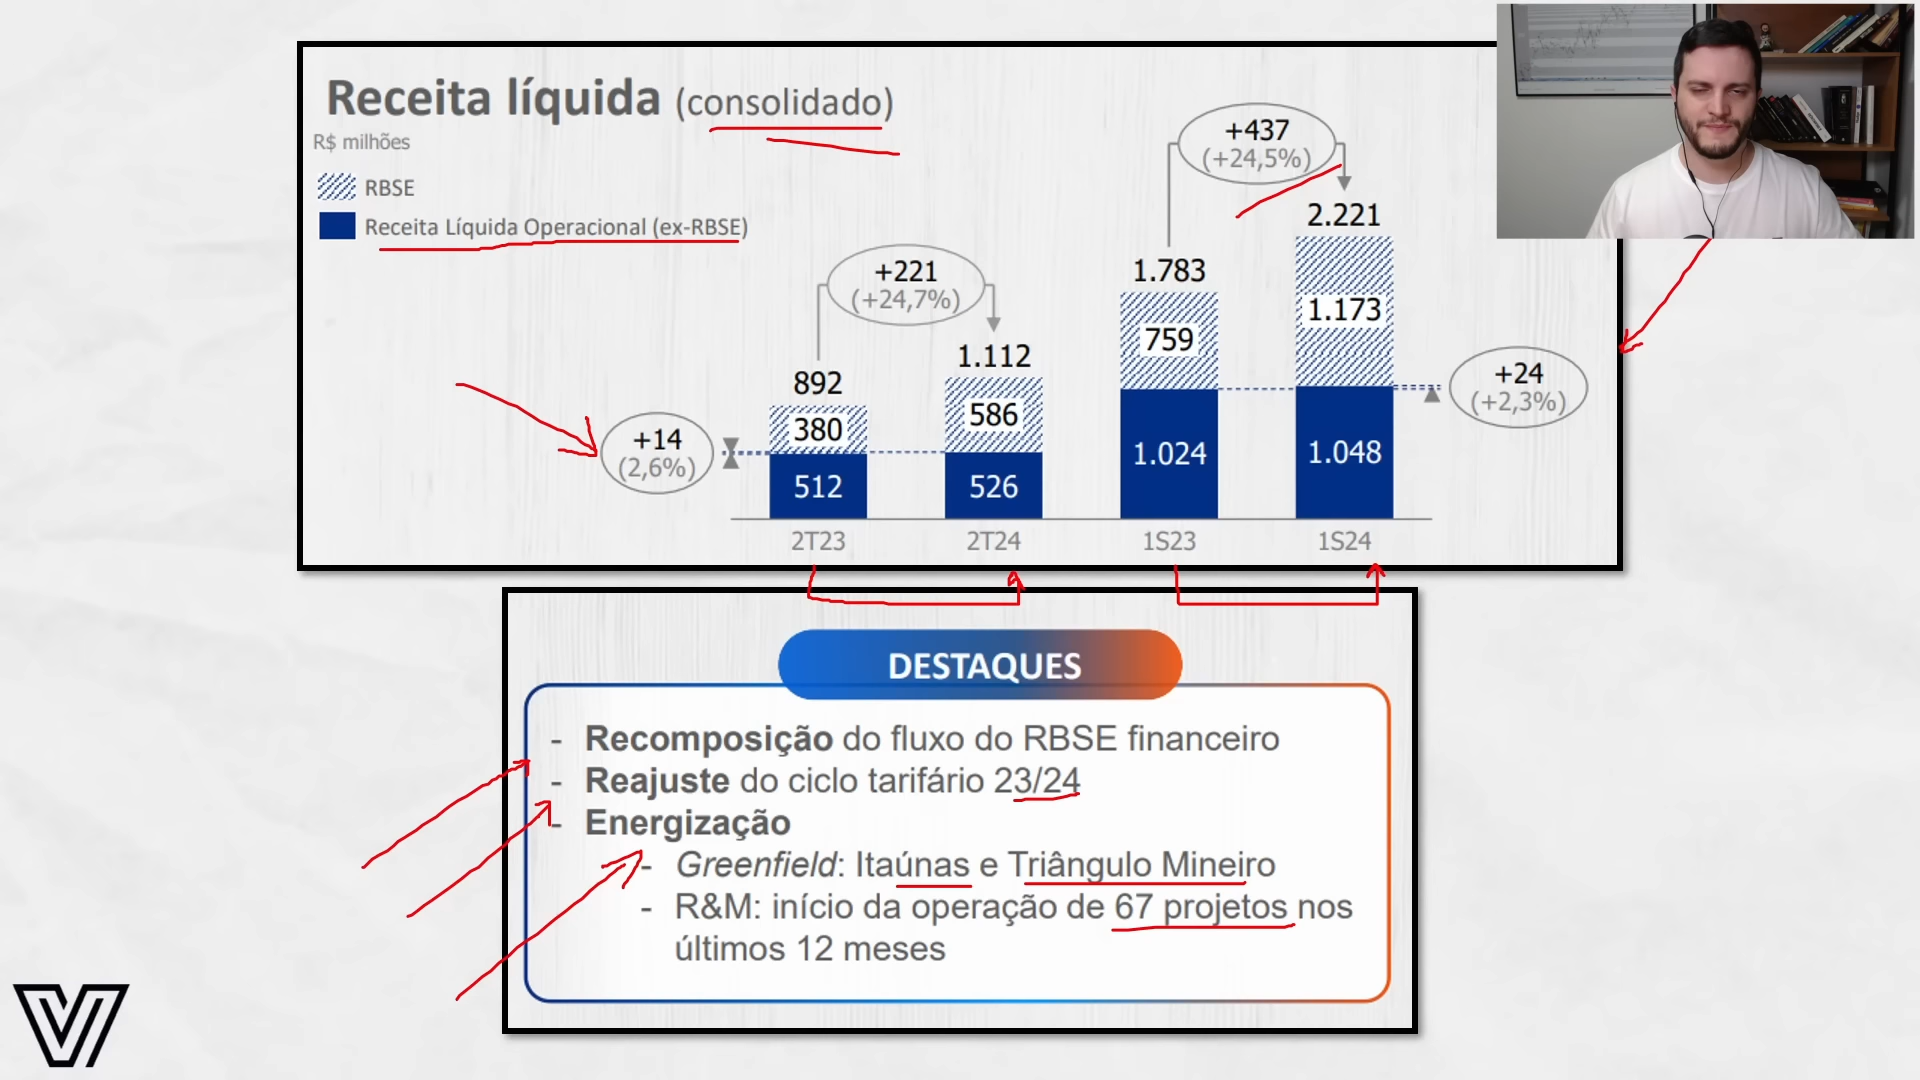 Receita líquida (consolidado)
R$ milhões
RBSE
Receita Líquida Operacional (ex-RBSE)
+14
(2,6%)
+221
(+24,7%)
+437
(+24,5%)
+24
(+2,3%)
892
380
512
1.112
586
526
1.783
759
1.024
2.221
1.173
1.048
2T23
2T24
1S23
1S24
DESTAQUES
- Recomposição do fluxo do RBSE financeiro
- Reajuste do ciclo tarifário 23/24
- Energização
- Greenfield: Itaúnas e Triângulo Mineiro
- R&M: início da operação de 67 projetos nos
últimos 12 meses